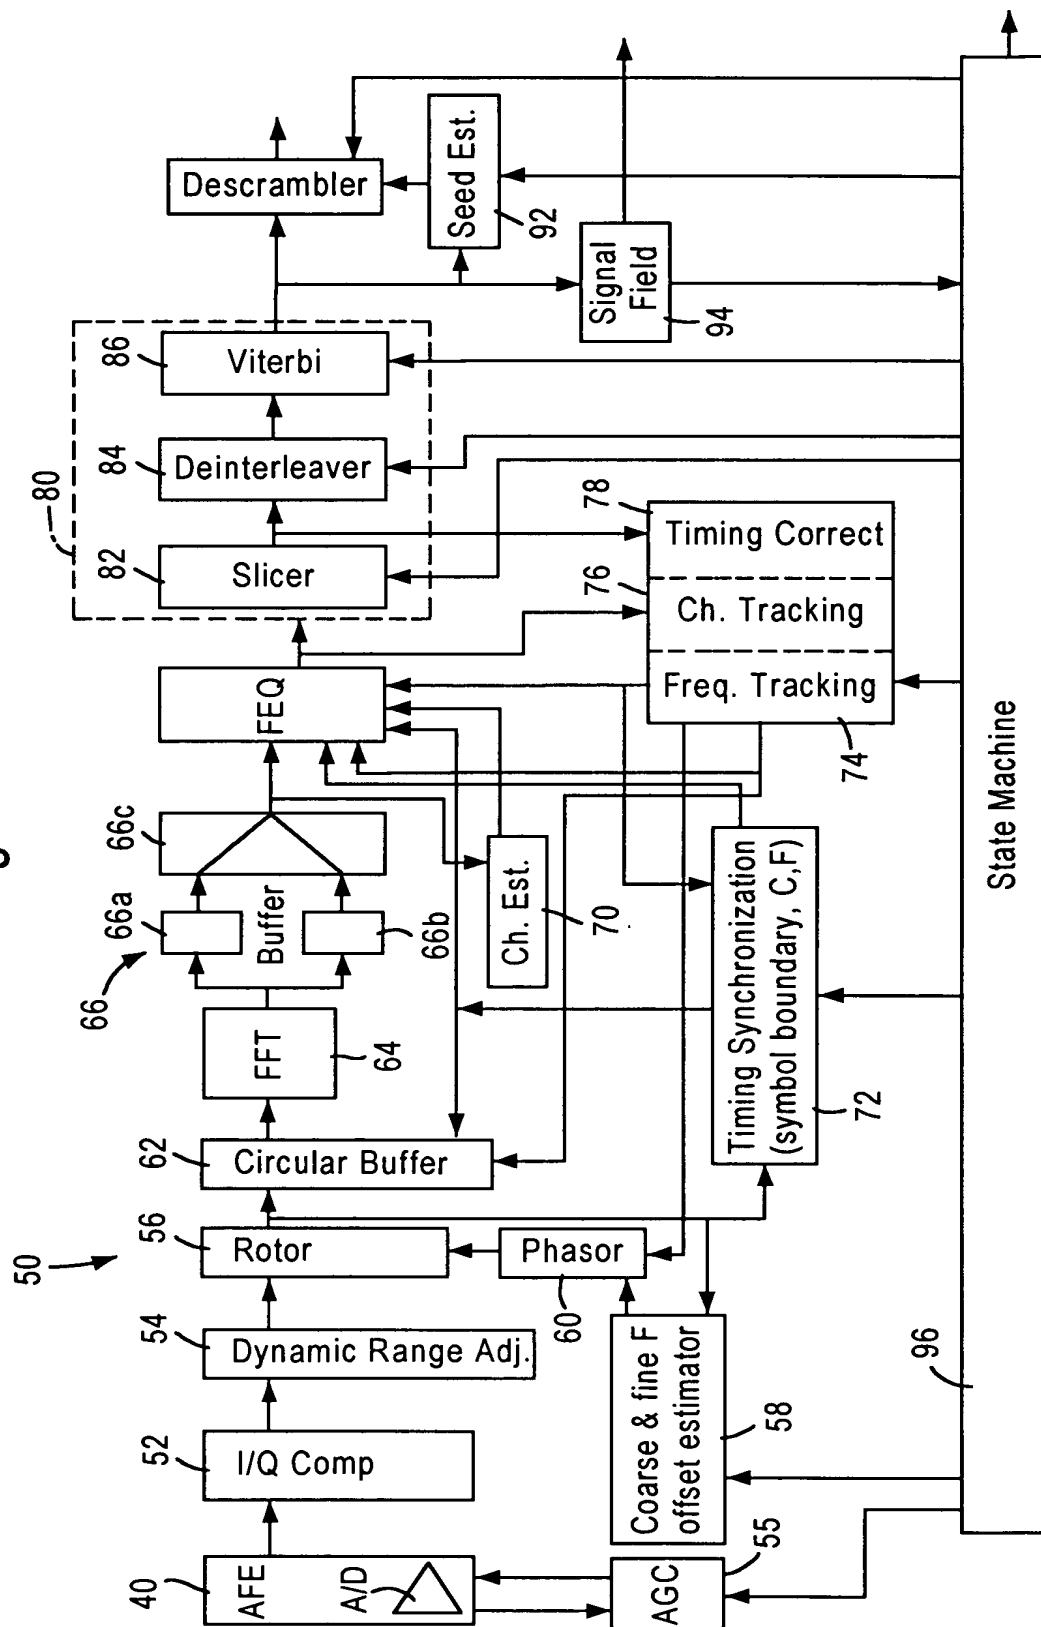 50
40
AFE
A/D
52
I/Q Comp
54
Dynamic Range Adj.
56
Rotor
62
Circular Buffer
FFT
64
66
66a
Buffer
66b
66c
FEQ
80
82
Slicer
84
Deinterleaver
86
Viterbi
Descrambler
Seed Est.
92
Signal
Field
94
AGC
55
Coarse & fine F
offset estimator
58
Phasor
60
Ch. Est.
70
Timing Synchronization
(symbol boundary, C,F)
72
78
Timing Correct
76
Ch. Tracking
Freq. Tracking
74
State Machine
96